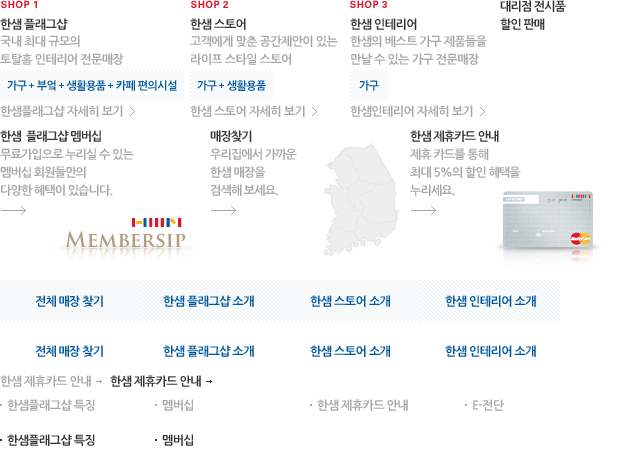 SHOP 1
한샘 플래그샵
국내 최대 규모의
토탈홈 인테리어 전문매장
가구 + 부엌 + 생활용품 + 카페 편의시설
한샘플래그샵 자세히 보기
SHOP 2
한샘 스토어
고객에게 맞춘 공간제안이 있는
라이프 스타일 스토어
가구 + 생활용품
한샘 스토어 자세히 보기
SHOP 3
한샘 인테리어
한샘의 베스트 가구 제품들을
만날 수 있는 가구 전문매장
가구
한샘인테리어 자세히 보기
대리점 전시품
할인 판매
한샘 플래그샵 멤버십
무료가입으로 누리실 수 있는
멤버십 회원들만의
다양한 혜택이 있습니다.
MEMBERSIP
매장찾기
우리집에서 가까운
한샘 매장을
검색해 보세요.
한샘 제휴카드 안내
제휴 카드를 통해
최대 5%의 할인 혜택을
누리세요.
전체 매장 찾기 한샘 플래그샵 소개 한샘 스토어 소개 한샘 인테리어 소개
전체 매장 찾기 한샘 플래그샵 소개 한샘 스토어 소개 한샘 인테리어 소개
한샘 제휴카드 안내 → 한샘 제휴카드 안내 →
· 한샘플래그샵 특징 · 멤버십 · 한샘 제휴카드 안내 · E-전단
· 한샘플래그샵 특징 · 멤버십